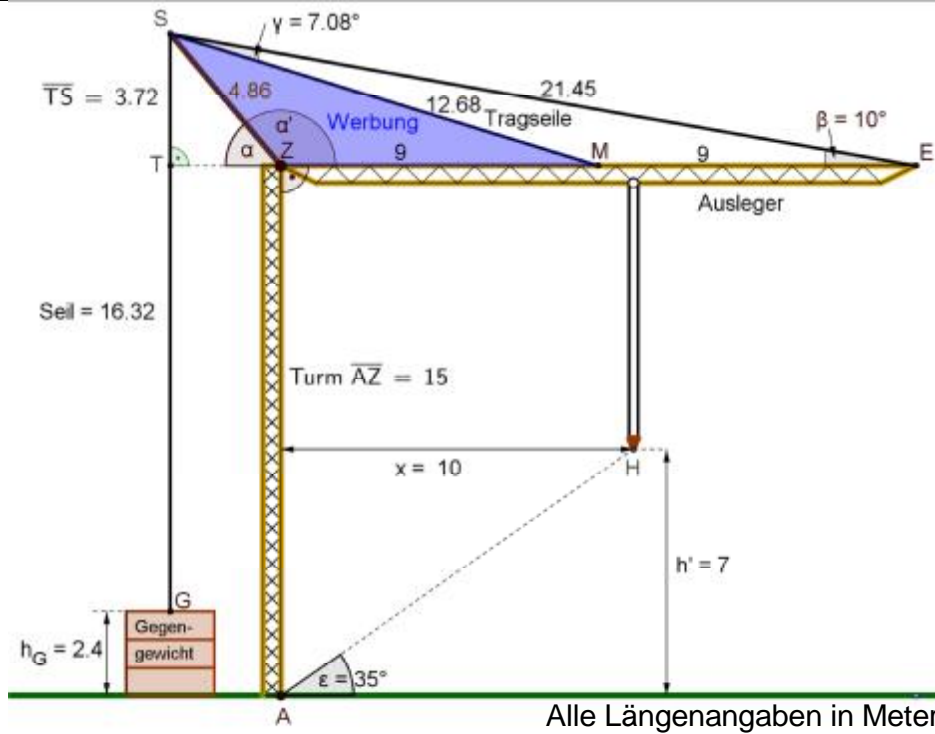 S
γ = 7.08°
TS = 3.72
4.86
21.45
12.68
Tragseile
β = 10°
α'
Werbung
α
T
Z
9
M
9
E
Ausleger
Seil = 16.32
Turm AZ = 15
x = 10
H
h' = 7
G
Gegen-
gewicht
h_G = 2.4
ε = 35°
A
Alle Längenangaben in Meter